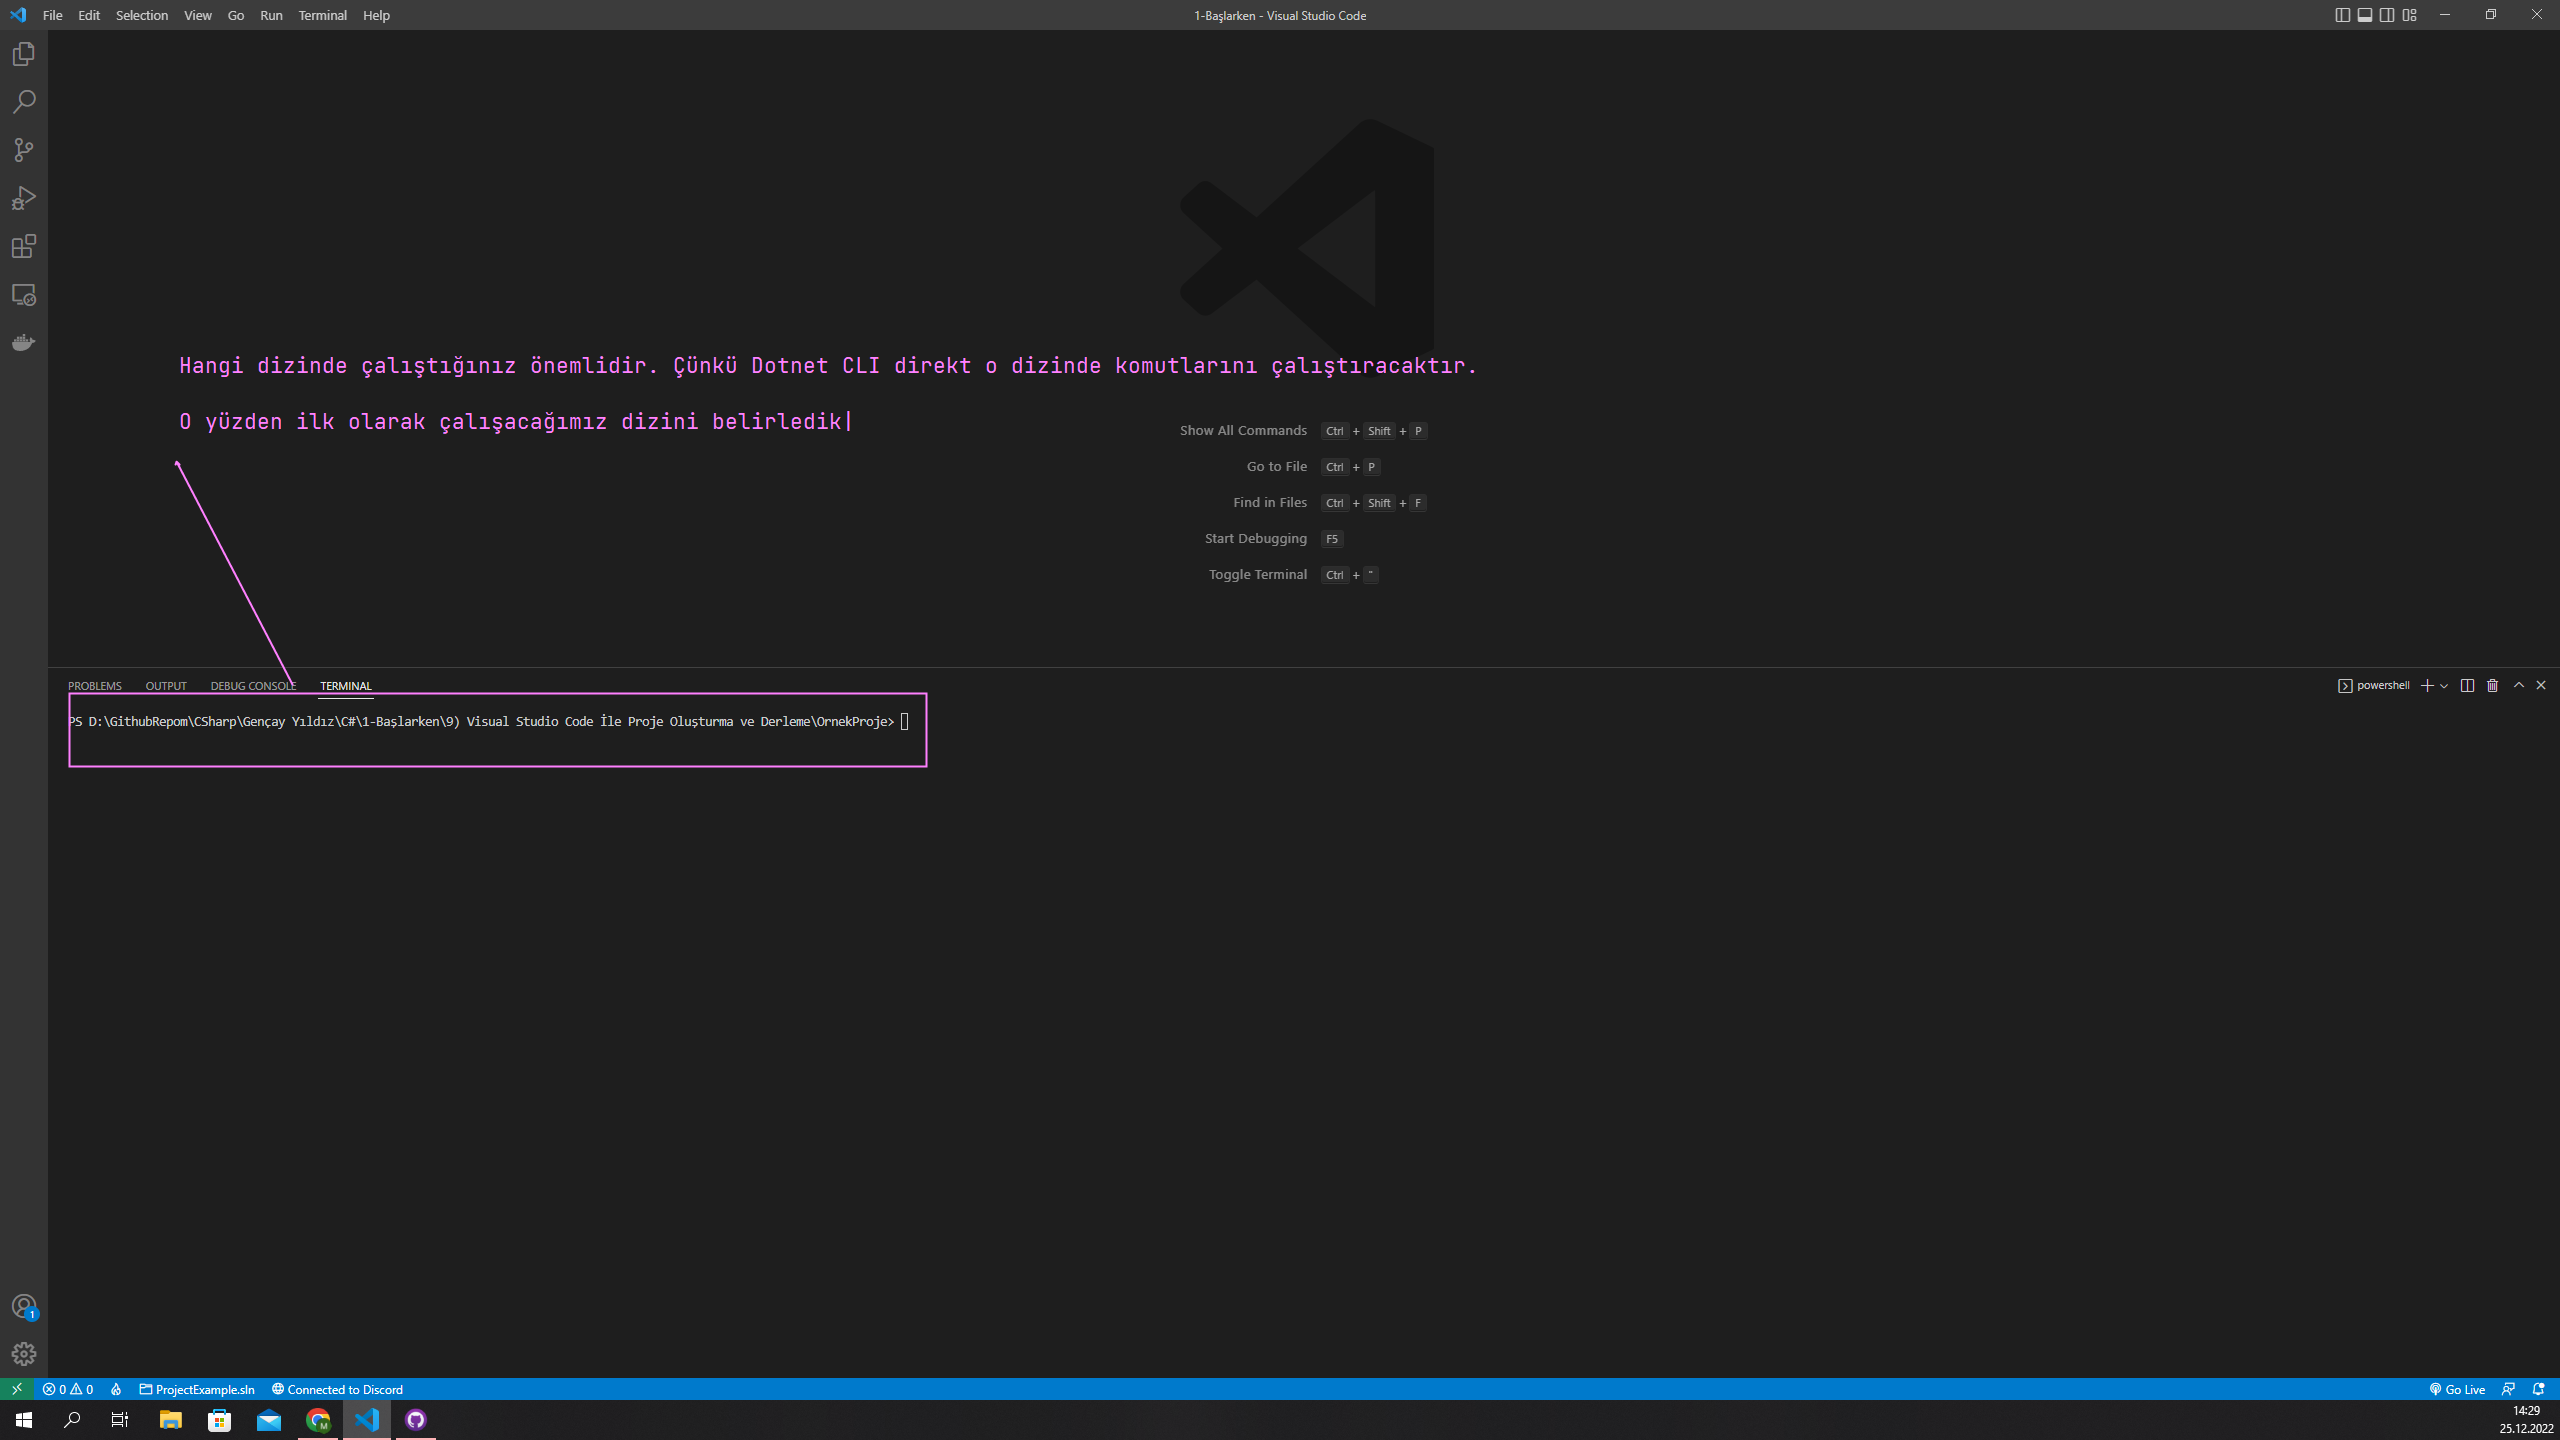 File Edit Selection View Go Run Terminal Help
1-Başlarken - Visual Studio Code
Hangi dizinde çalıştığınız önemlidir. Çünkü Dotnet CLI direkt o dizinde komutlarını çalıştıracaktır.
O yüzden ilk olarak çalışacağımız dizini belirledik
Show All Commands Ctrl + Shift + P
Go to File Ctrl + P
Find in Files Ctrl + Shift + F
Start Debugging F5
Toggle Terminal Ctrl + "
PROBLEMS OUTPUT DEBUG CONSOLE TERMINAL
powershell
PS D:\GithubRepom\CSharp\Gençay Yıldız\C#\1-Başlarken\9) Visual Studio Code İle Proje Oluşturma ve Derleme\OrnekProje>
1
0 0 ProjectExample.sln Connected to Discord
Go Live
M
14:29
25.12.2022